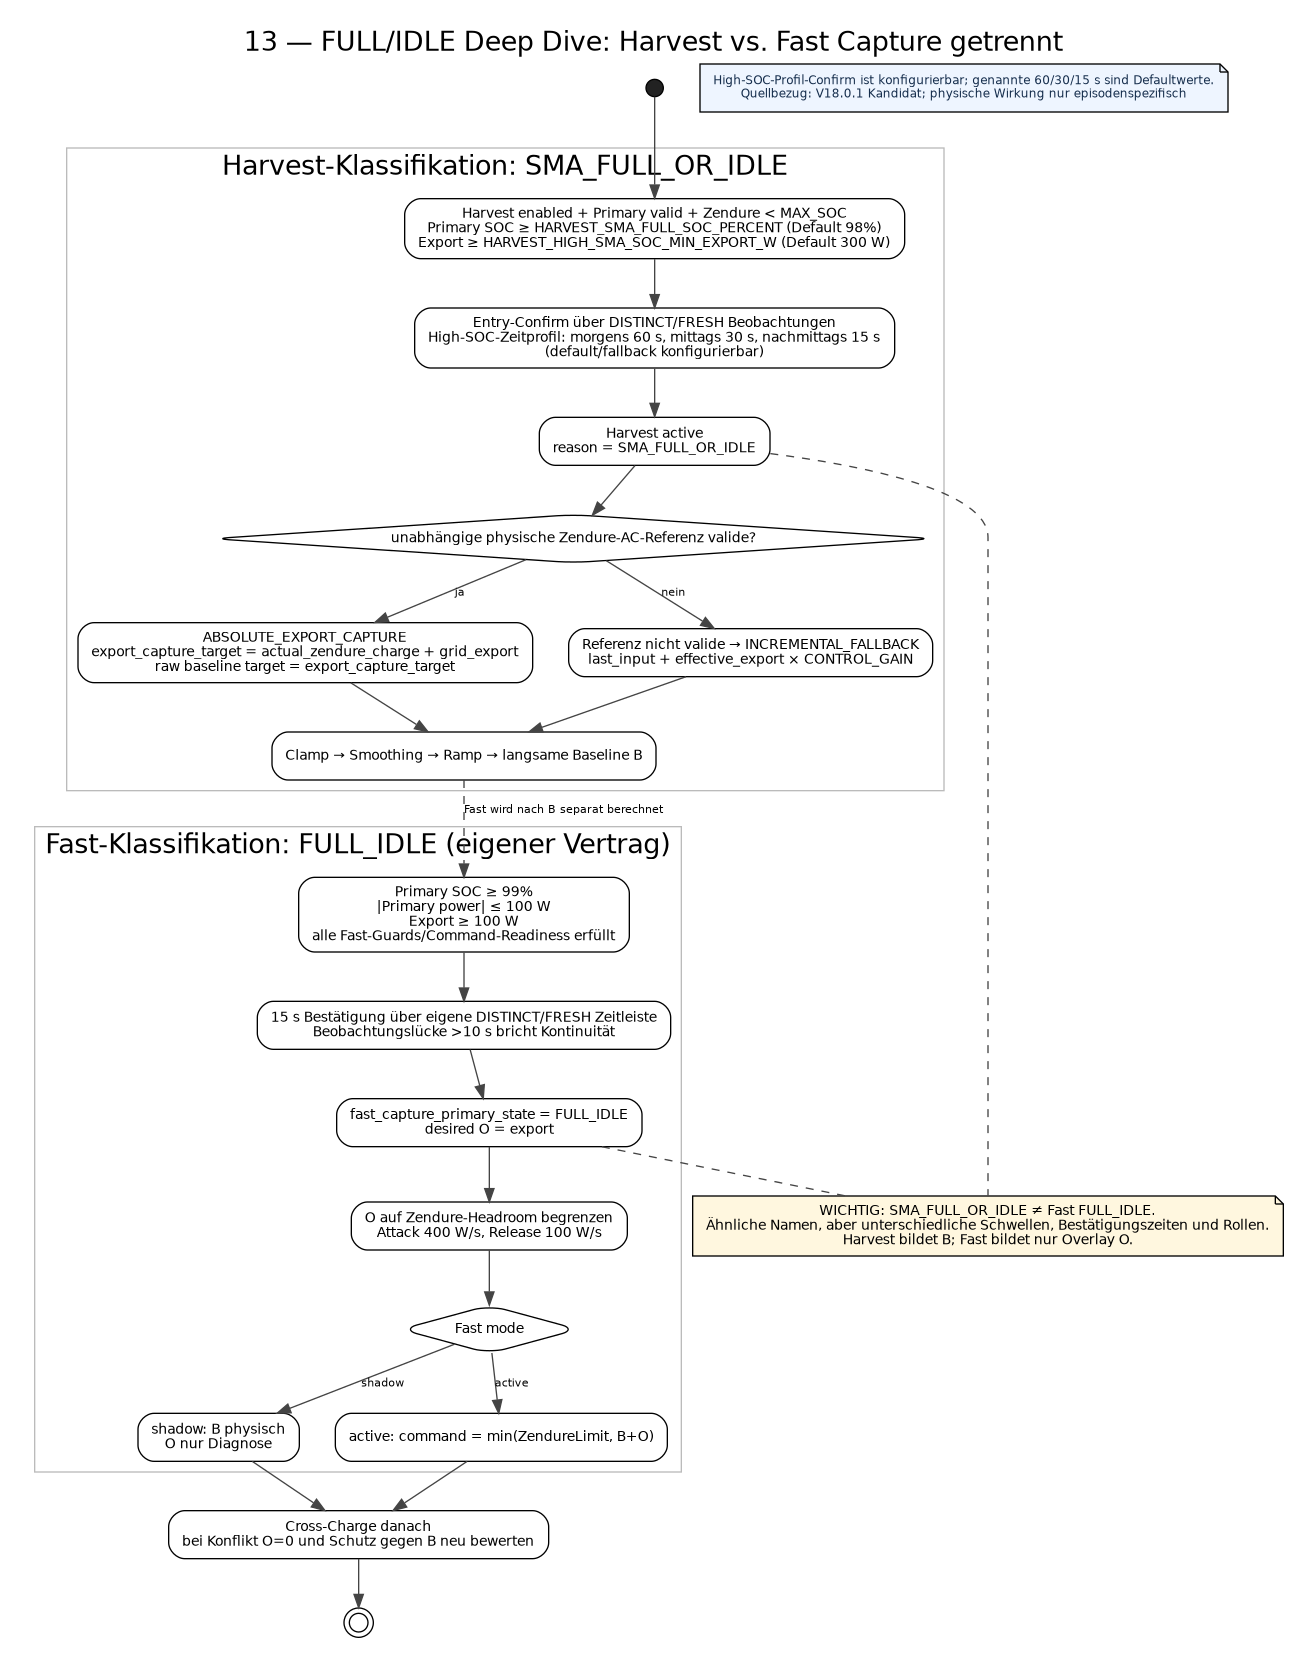 13 — FULL/IDLE Deep Dive: Harvest vs. Fast Capture getrennt
High-SOC-Profil-Confirm ist konfigurierbar; genannte 60/30/15 s sind Defaultwerte.
Quellbezug: V18.0.1 Kandidat; physische Wirkung nur episodenspezifisch
Harvest-Klassifikation: SMA_FULL_OR_IDLE
Harvest enabled + Primary valid + Zendure < MAX_SOC
Primary SOC ≥ HARVEST_SMA_FULL_SOC_PERCENT (Default 98%)
Export ≥ HARVEST_HIGH_SMA_SOC_MIN_EXPORT_W (Default 300 W)
Entry-Confirm über DISTINCT/FRESH Beobachtungen
High-SOC-Zeitprofil: morgens 60 s, mittags 30 s, nachmittags 15 s
(default/fallback konfigurierbar)
Harvest active
reason = SMA_FULL_OR_IDLE
unabhängige physische Zendure-AC-Referenz valide?
ja
nein
ABSOLUTE_EXPORT_CAPTURE
export_capture_target = actual_zendure_charge + grid_export
raw baseline target = export_capture_target
Referenz nicht valide → INCREMENTAL_FALLBACK
last_input + effective_export × CONTROL_GAIN
Clamp → Smoothing → Ramp → langsame Baseline B
Fast wird nach B separat berechnet
Fast-Klassifikation: FULL_IDLE (eigener Vertrag)
Primary SOC ≥ 99%
|Primary power| ≤ 100 W
Export ≥ 100 W
alle Fast-Guards/Command-Readiness erfüllt
15 s Bestätigung über eigene DISTINCT/FRESH Zeitleiste
Beobachtungslücke >10 s bricht Kontinuität
fast_capture_primary_state = FULL_IDLE
desired O = export
WICHTIG: SMA_FULL_OR_IDLE ≠ Fast FULL_IDLE.
Ähnliche Namen, aber unterschiedliche Schwellen, Bestätigungszeiten und Rollen.
Harvest bildet B; Fast bildet nur Overlay O.
O auf Zendure-Headroom begrenzen
Attack 400 W/s, Release 100 W/s
Fast mode
shadow
active
shadow: B physisch
O nur Diagnose
active: command = min(ZendureLimit, B+O)
Cross-Charge danach
bei Konflikt O=0 und Schutz gegen B neu bewerten